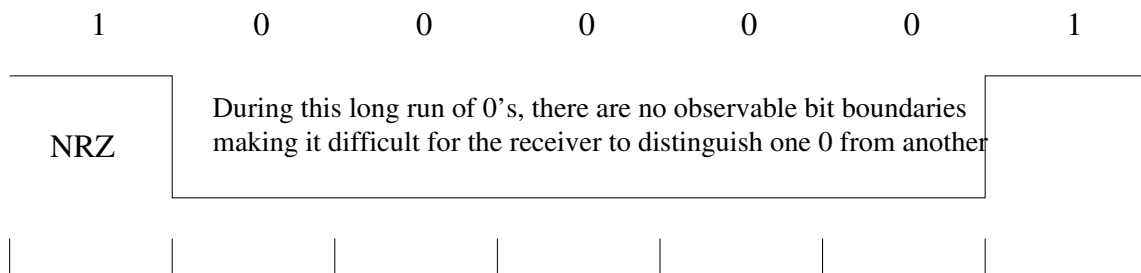 1 0 0 0 0 0 1
During this long run of 0’s, there are no observable bit boundaries
NRZ making it difficult for the receiver to distinguish one 0 from another